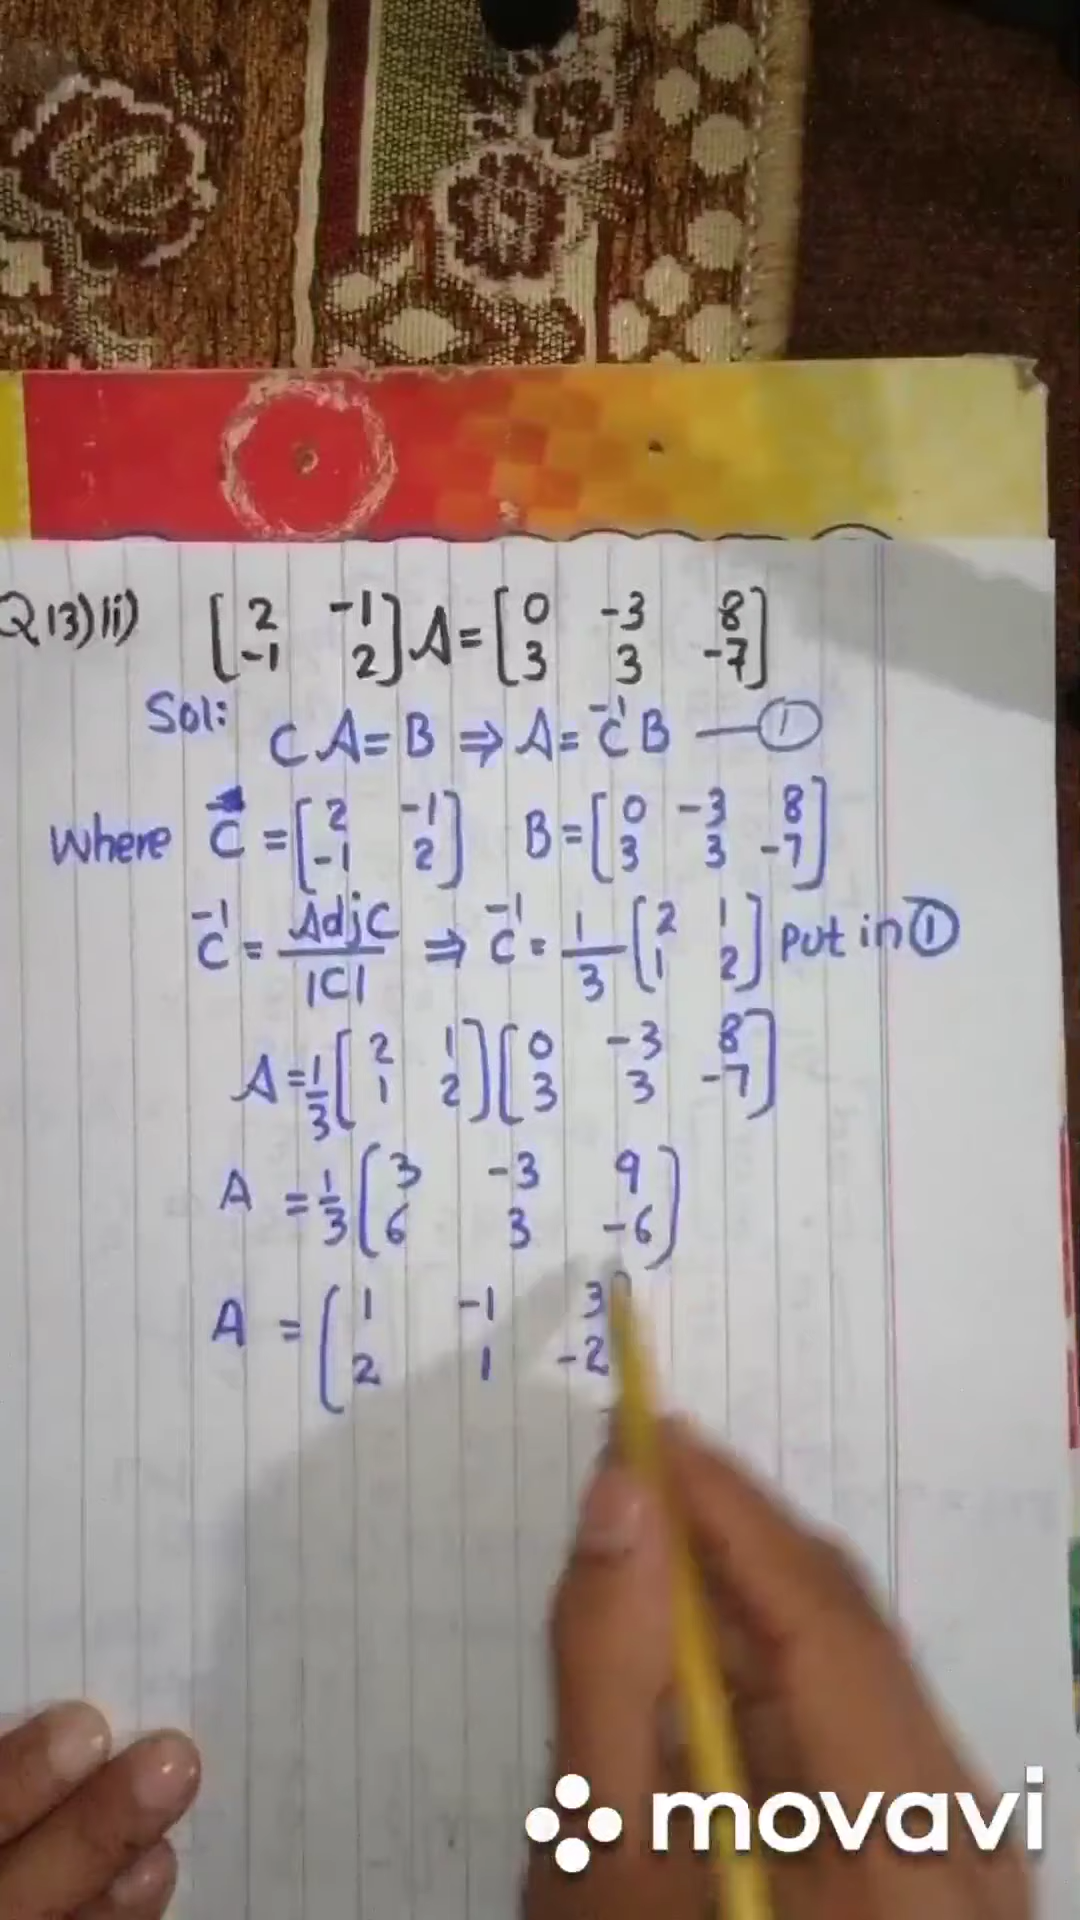 Q13)ii) [2 -1 -1 2] A = [0 -3 8 3 3 -7]
Sol:
C A = B ⇒ A = C⁻¹ B — ①
Where C = [2 -1 -1 2] B = [0 -3 8 3 3 -7]
C⁻¹ = AdjC / |C| ⇒ C⁻¹ = 1/3 [2 1 1 2] Put in ①
A = 1/3 [2 1 1 2] [0 -3 8 3 3 -7]
A = 1/3 [3 -3 9 6 3 -6]
A = [1 -1 3 2 1 -2
movavi